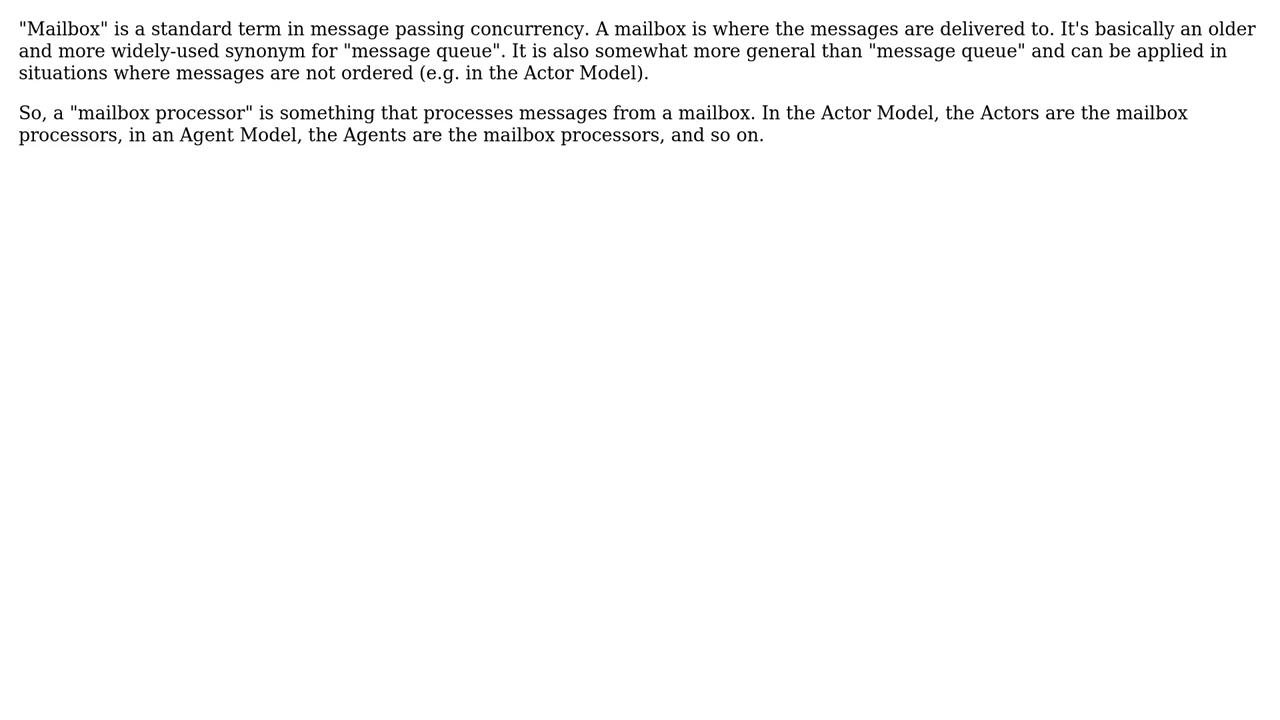 "Mailbox" is a standard term in message passing concurrency. A mailbox is where the messages are delivered to. It's basically an older
and more widely-used synonym for "message queue". It is also somewhat more general than "message queue" and can be applied in
situations where messages are not ordered (e.g. in the Actor Model).
So, a "mailbox processor" is something that processes messages from a mailbox. In the Actor Model, the Actors are the mailbox
processors, in an Agent Model, the Agents are the mailbox processors, and so on.